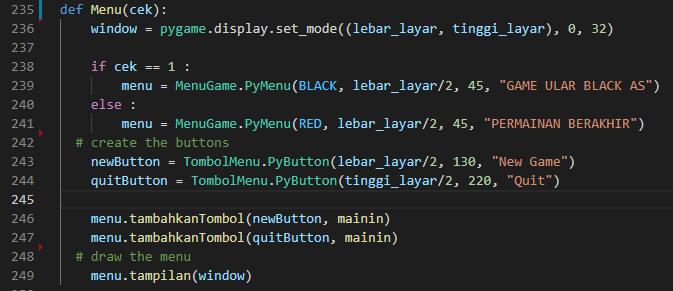 235 def Menu(cek):
236 window = pygame.display.set_mode((lebar_layar, tinggi_layar), 0, 32)
237
238 if cek == 1 :
239 menu = MenuGame.PyMenu(BLACK, lebar_layar/2, 45, "GAME ULAR BLACK AS")
240 else :
241 menu = MenuGame.PyMenu(RED, lebar_layar/2, 45, "PERMAINAN BERAKHIR")
242 # create the buttons
243 newButton = TombolMenu.PyButton(lebar_layar/2, 130, "New Game")
244 quitButton = TombolMenu.PyButton(tinggi_layar/2, 220, "Quit")
245
246 menu.tambahkanTombol(newButton, mainin)
247 menu.tambahkanTombol(quitButton, mainin)
248 # draw the menu
249 menu.tampilan(window)